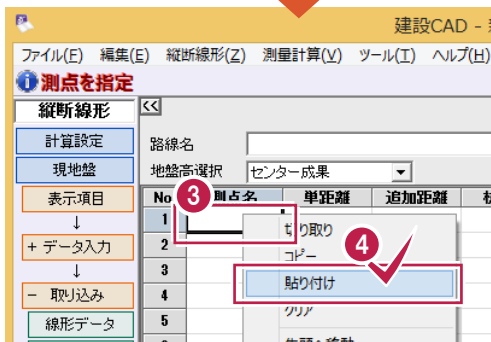 建設CAD -
ファイル(F) 編集(E) 縦断線形(Z) 測量計算(V) ツール(T) ヘルプ(H)
測点を指定
縦断線形
<<
計算設定
路線名
現地盤
地盤高選択 センター成果
表示項目
No 3 測点名 単距離 追加距離
↓
1
切り取り
+ データ入力
2
4
コピー
↓
3
貼り付け
- 取り込み
4
クリア
線形データ
5